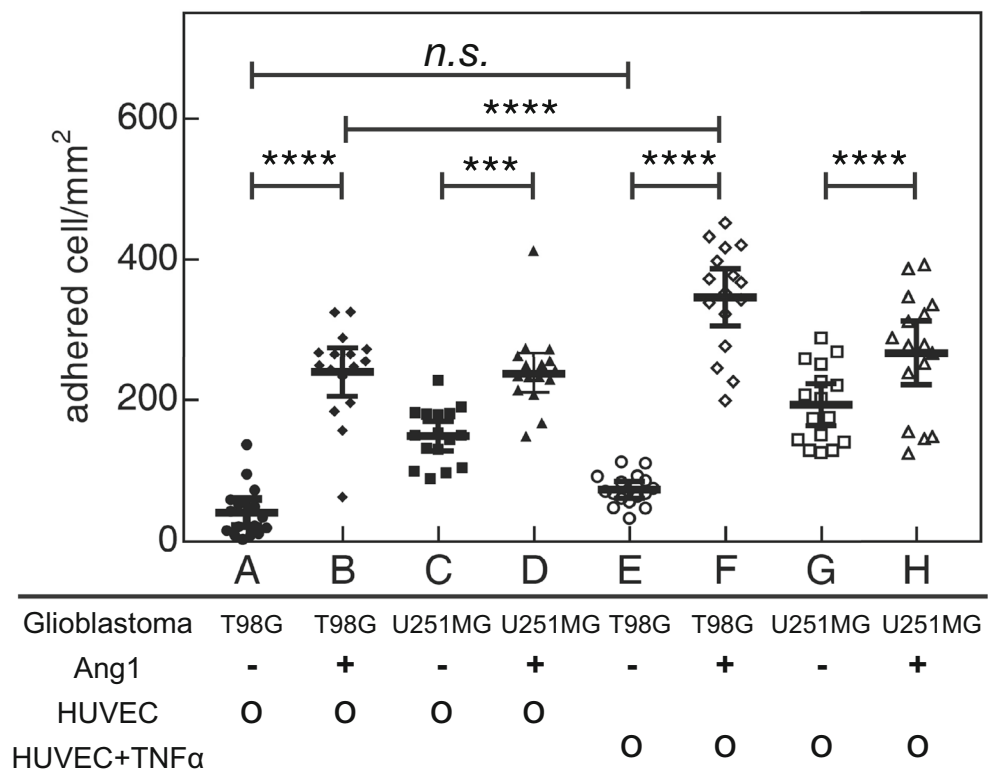 n.s.
****
**** *** **** ****
adhered cell/mm²
600
400
200
0
A B C D E F G H
Glioblastoma T98G T98G U251MG U251MG T98G T98G U251MG U251MG
Ang1 - + - + - + - +
HUVEC o o o o
HUVEC+TNFα o o o o